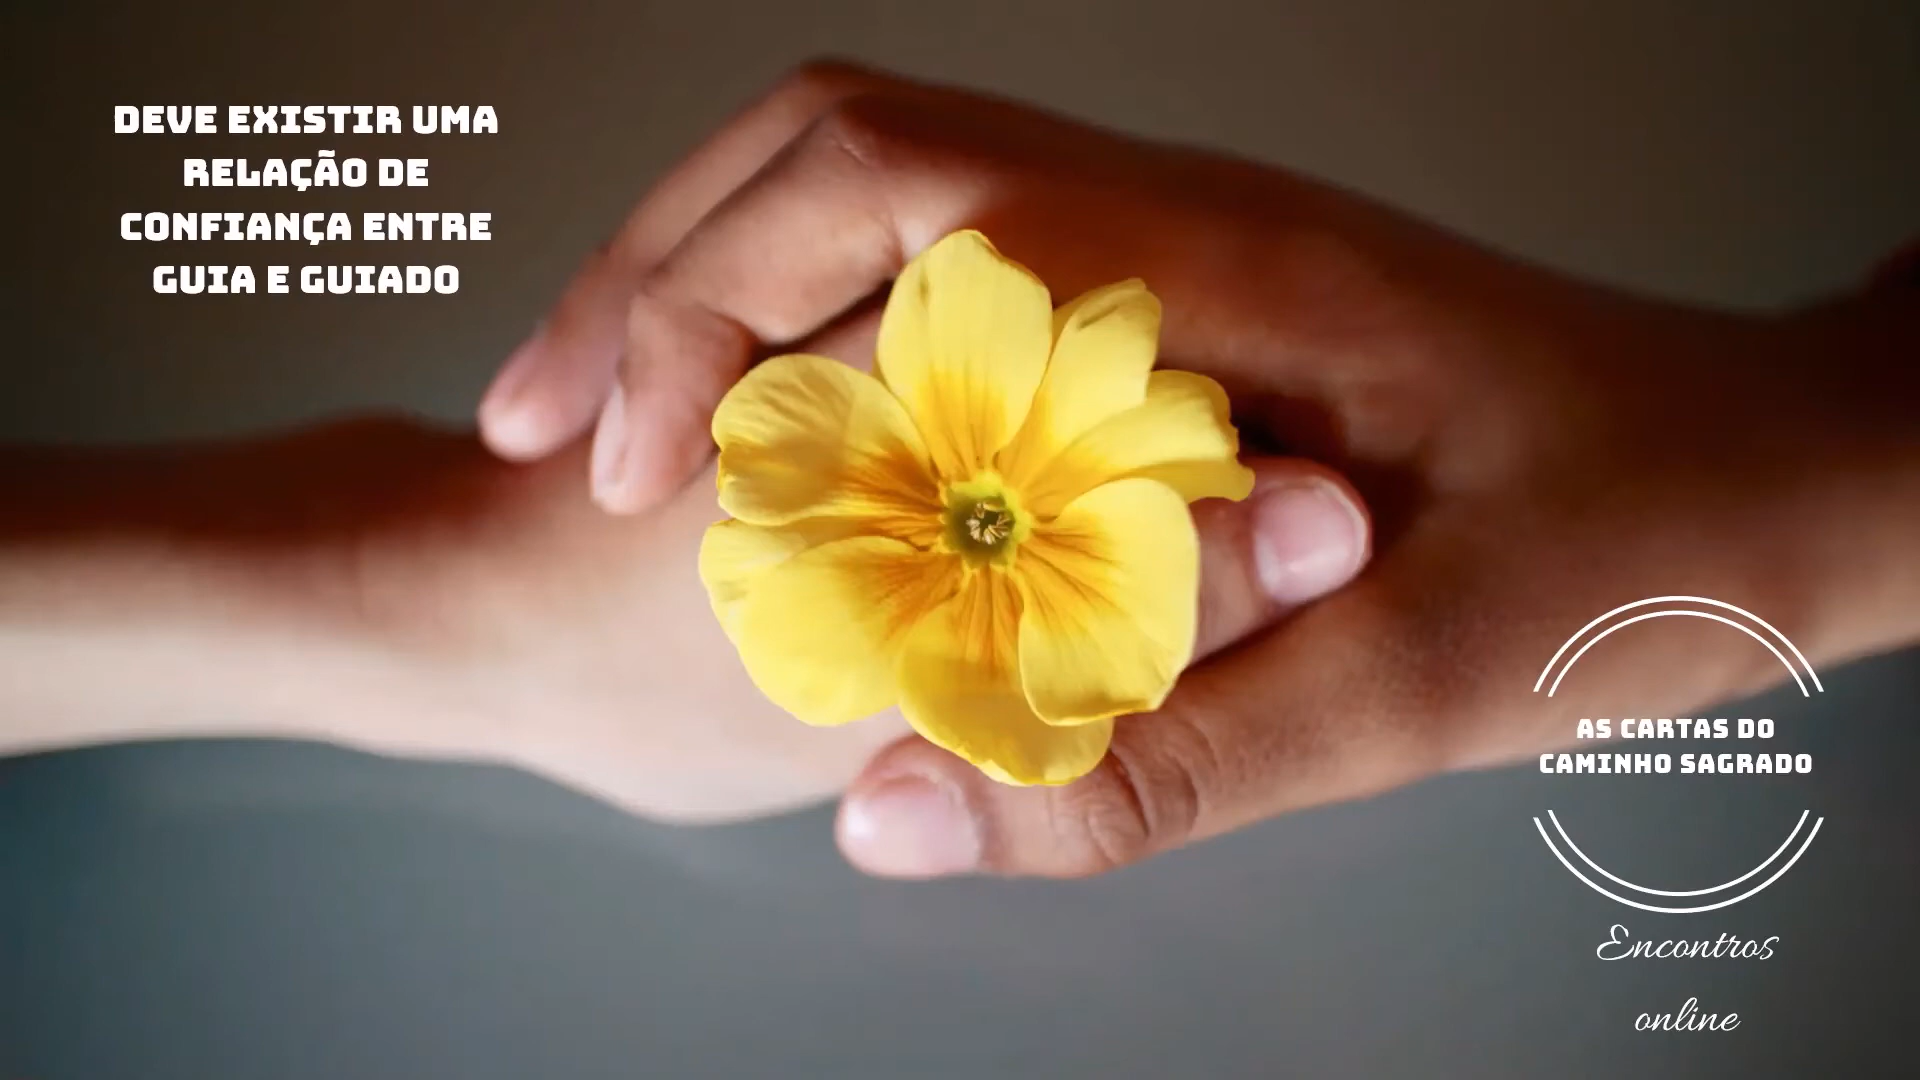 DEVE EXISTIR UMA
RELAÇÃO DE
CONFIANÇA ENTRE
GUIA E GUIADO
AS CARTAS DO
CAMINHO SAGRADO
Encontros
online